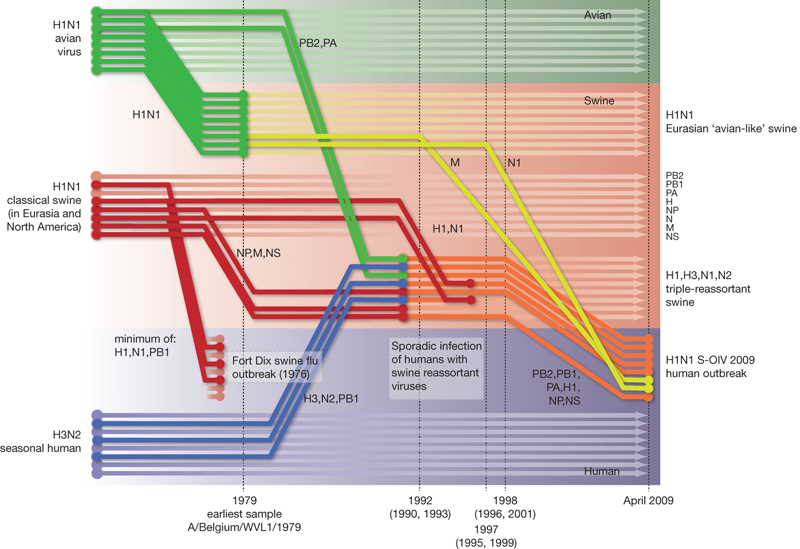 Avian
H1N1
avian
virus
PB2,PA
Swine
H1N1
H1N1
Eurasian ‘avian-like’ swine
M
N1
PB2
PB1
PA
H
NP
N
M
NS
H1N1
classical swine
(in Eurasia and
North America)
H1,N1
NP,M,NS
H1,H3,N1,N2
triple-reassortant
swine
minimum of:
H1,N1,PB1
Fort Dix swine flu
outbreak (1976)
Sporadic infection
of humans with
swine reassortant
viruses
H1N1 S-OIV 2009
human outbreak
PB2,PB1,
PA,H1,
NP,NS
H3,N2,PB1
H3N2
seasonal human
Human
1979
earliest sample
A/Belgium/WVL1/1979
1992
(1990, 1993)
1998
(1996, 2001)
1997
(1995, 1999)
April 2009